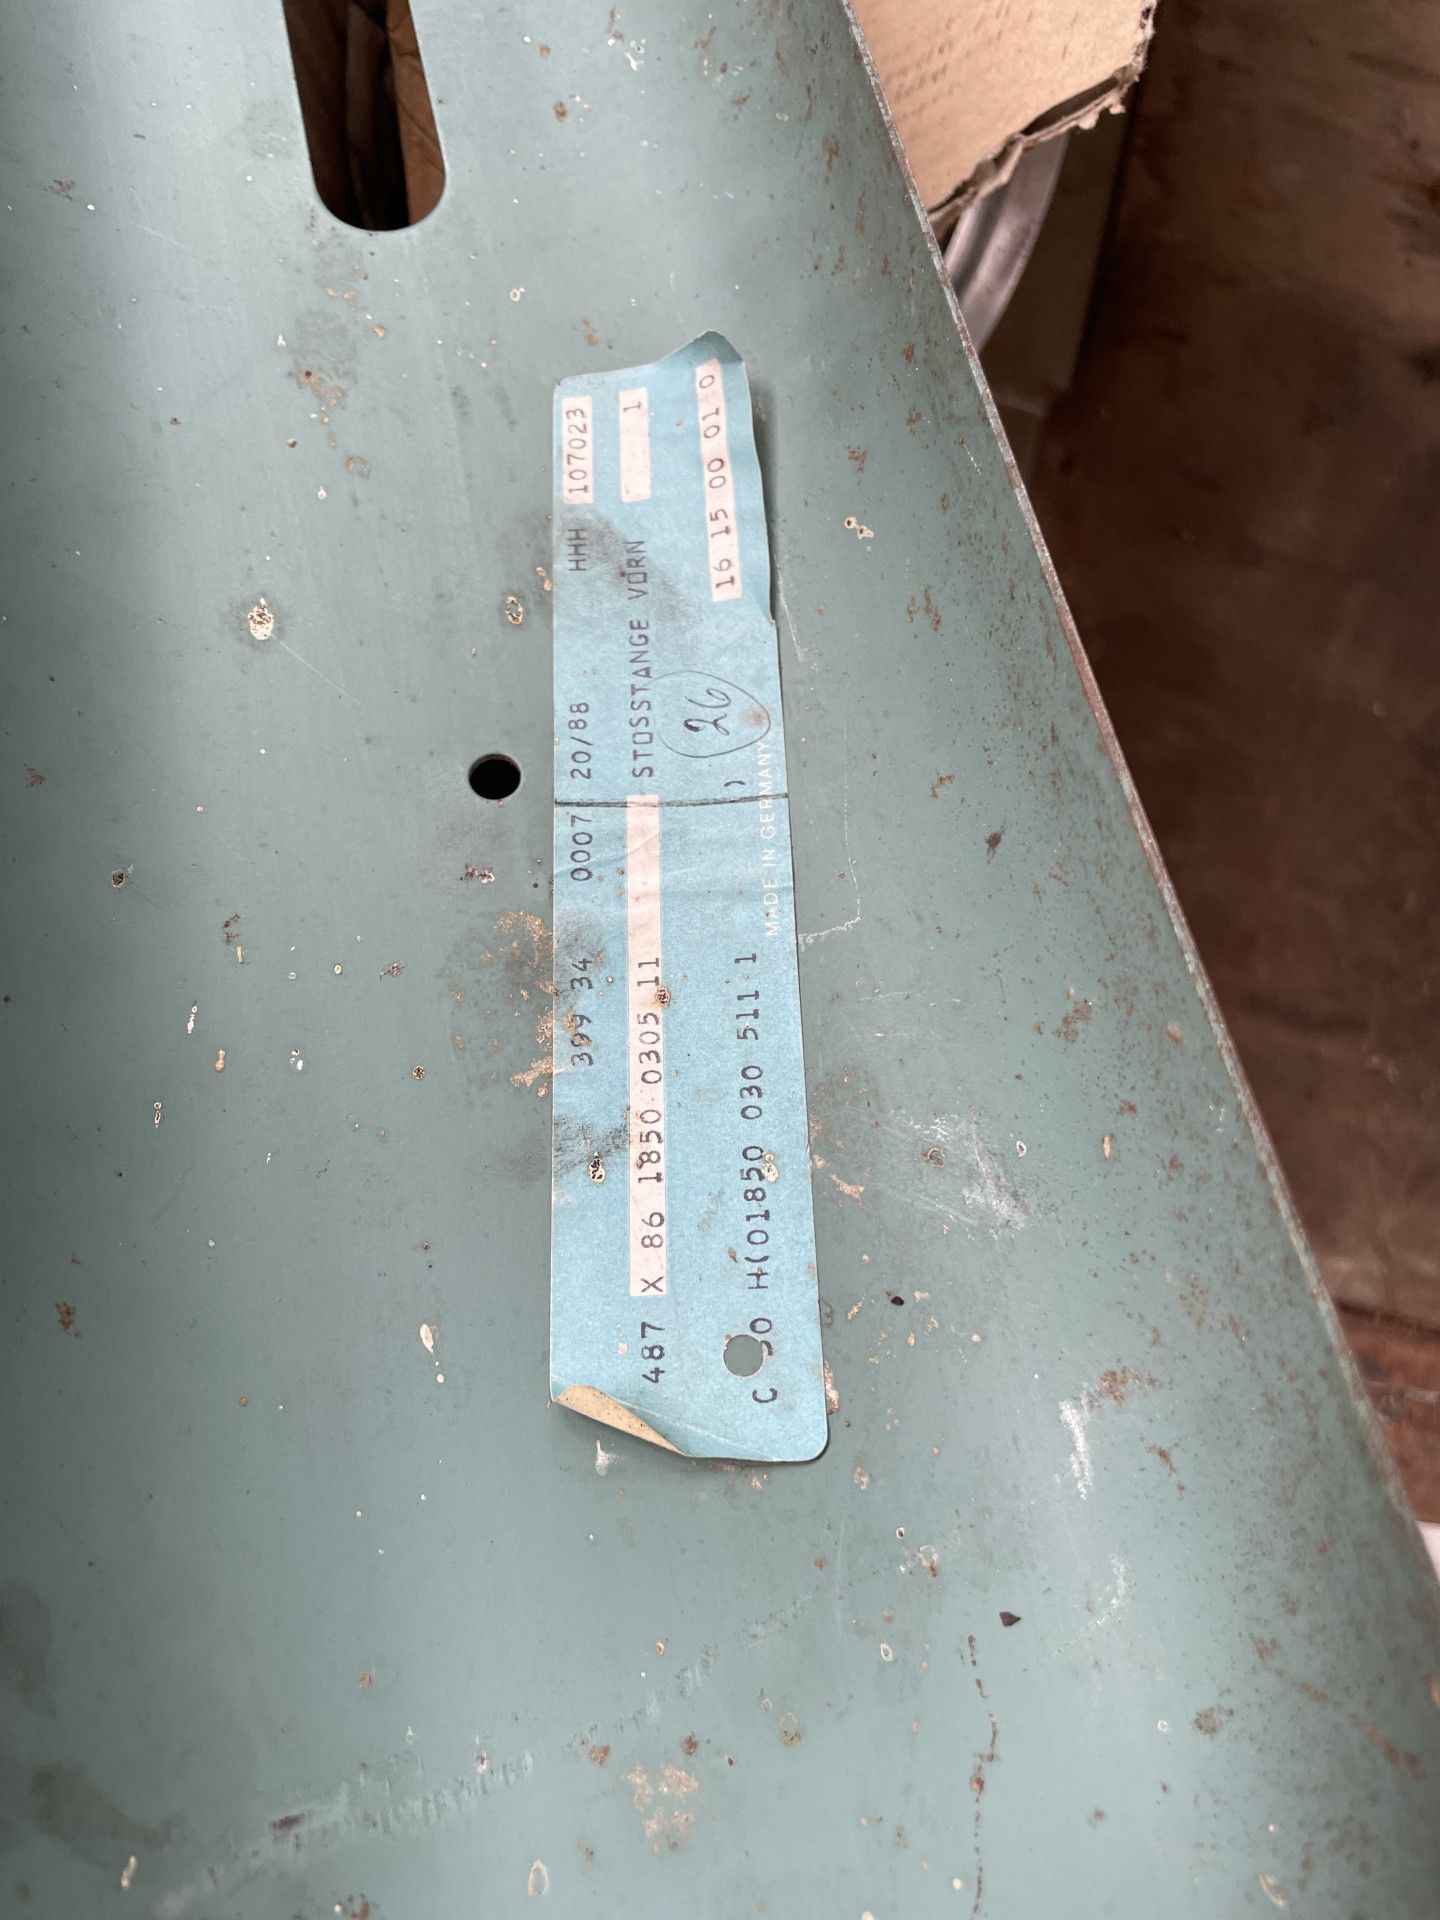 399 34 0007 20/88 HHH 107023
487 X 86 1850 0305 11 STOSSTANGE VORN 1
26
C 30 H(01850 030 511 1 ) 16 15 00 01 0
MADE IN GERMANY